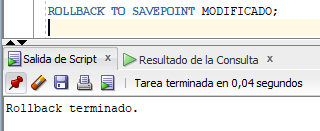 ROLLBACK TO SAVEPOINT MODIFICADO;
Salida de Script x Resultado de la Consulta x
Tarea terminada en 0,04 segundos
Rollback terminado.